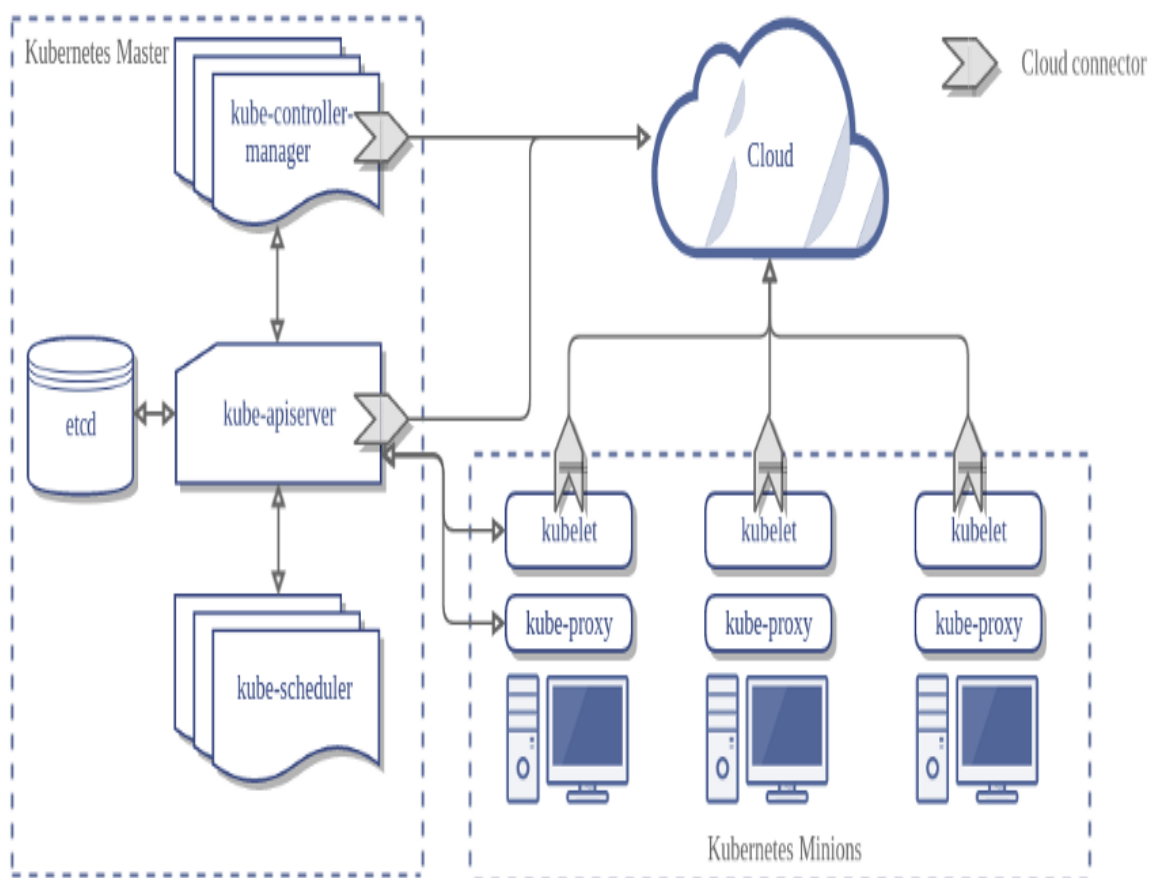 Kubernetes Master
kube-controller-
manager
Cloud
Cloud connector
etcd
kube-apiserver
kubelet
kubelet
kubelet
kube-proxy
kube-proxy
kube-proxy
kube-scheduler
Kubernetes Minions